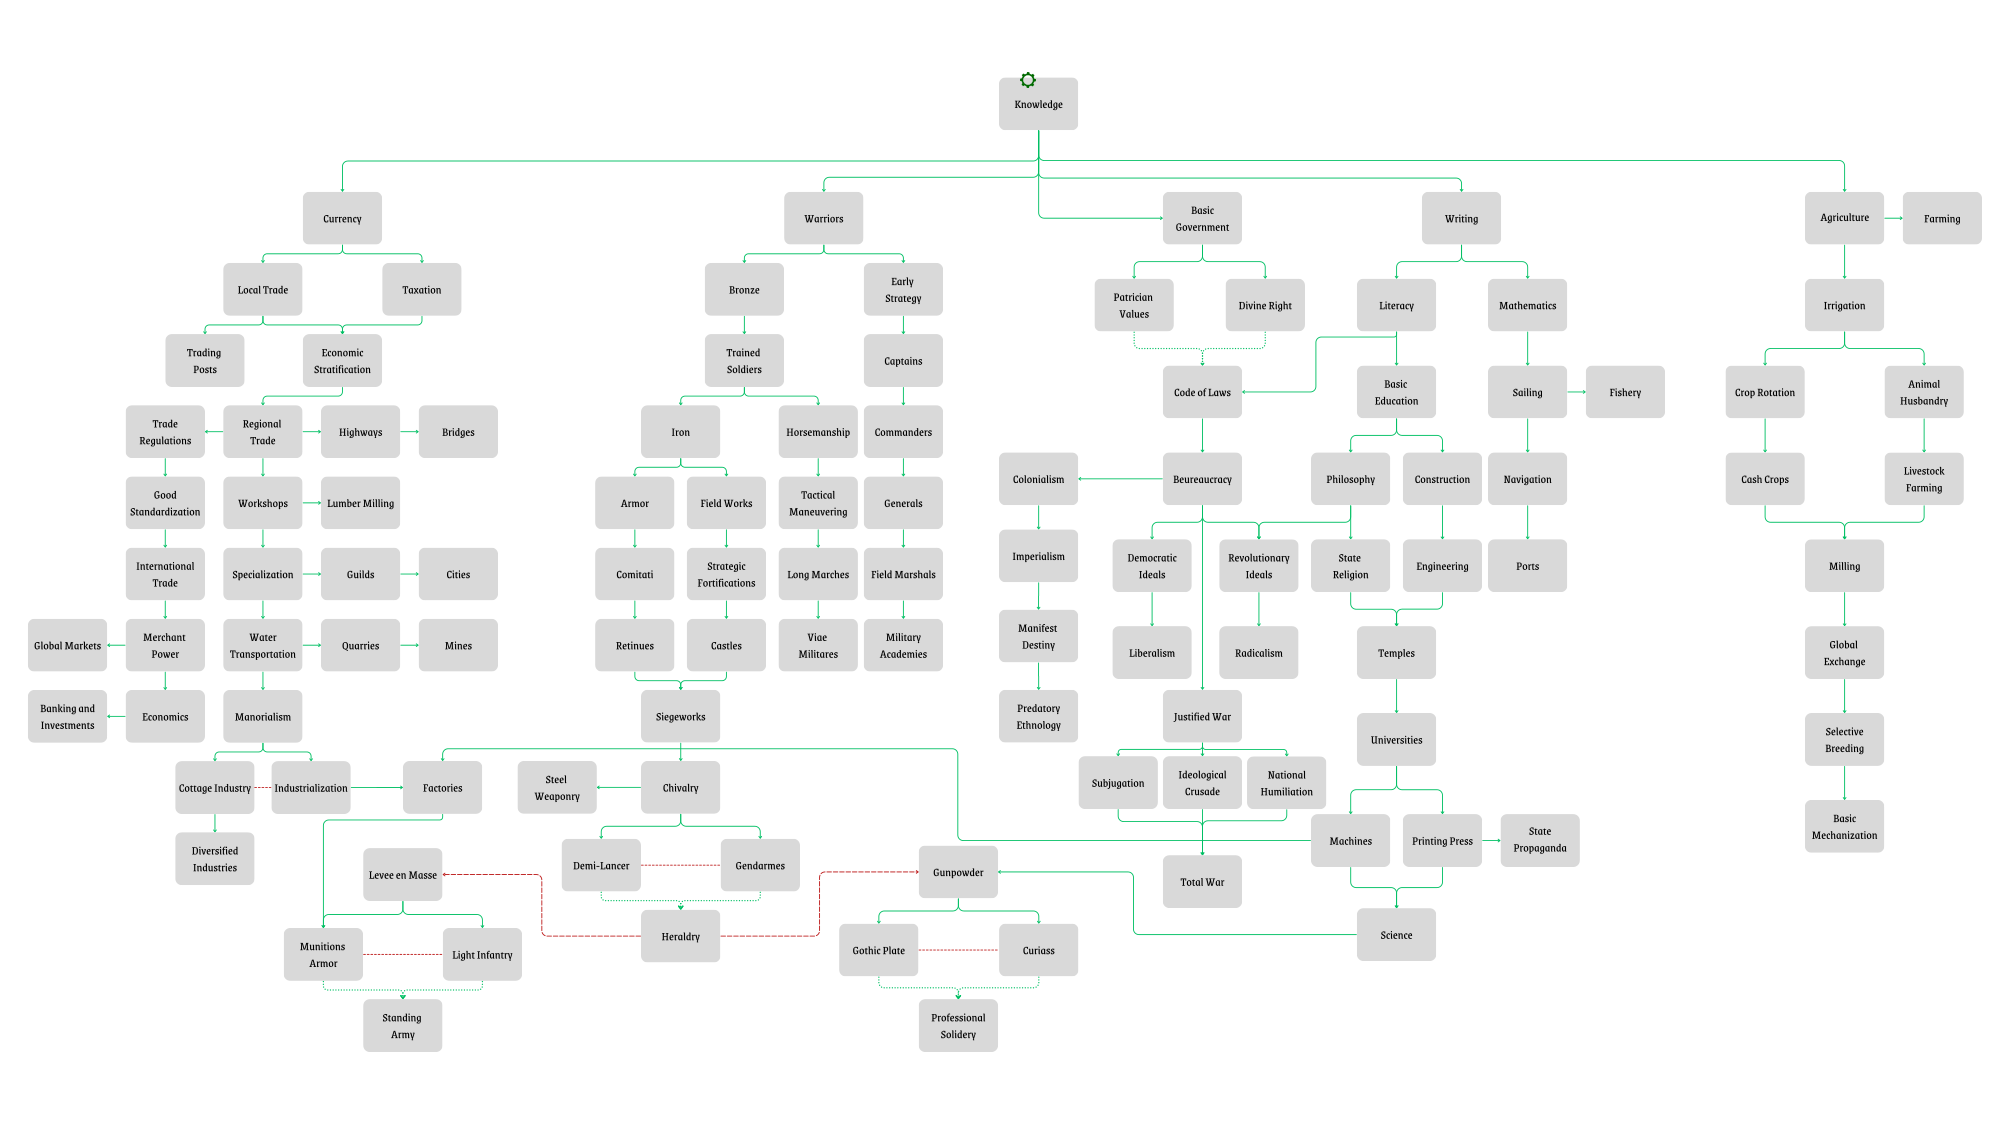 Knowledge
Currency
Warriors
Basic
Government
Writing
Agriculture
Farming
Local Trade
Taxation
Bronze
Early
Strategy
Patrician
Values
Divine Right
Literacy
Mathematics
Irrigation
Trading
Posts
Economic
Stratification
Trained
Soldiers
Captains
Code of Laws
Basic
Education
Sailing
Fishery
Crop Rotation
Animal
Husbandry
Trade
Regulations
Regional
Trade
Highways
Bridges
Iron
Horsemanship
Commanders
Colonialism
Beureaucracy
Philosophy
Construction
Navigation
Cash Crops
Livestock
Farming
Good
Standardization
Workshops
Lumber Milling
Armor
Field Works
Tactical
Maneuvering
Generals
Imperialism
Democratic
Ideals
Revolutionary
Ideals
State
Religion
Engineering
Ports
Milling
International
Trade
Specialization
Guilds
Cities
Comitati
Strategic
Fortifications
Long Marches
Field Marshals
Global Markets
Merchant
Power
Water
Transportation
Quarries
Mines
Retinues
Castles
Viae
Militares
Military
Academies
Manifest
Destiny
Liberalism
Radicalism
Temples
Global
Exchange
Banking and
Investments
Economics
Manorialism
Siegeworks
Predatory
Ethnology
Justified War
Universities
Selective
Breeding
Cottage Industry
Industrialization
Factories
Steel
Weaponry
Chivalry
Subjugation
Ideological
Crusade
National
Humiliation
Machines
Printing Press
State
Propaganda
Basic
Mechanization
Diversified
Industries
Levee en Masse
Demi-Lancer
Gendarmes
Gunpowder
Total War
Heraldry
Science
Munitions
Armor
Light Infantry
Gothic Plate
Curiass
Standing
Army
Professional
Solidery